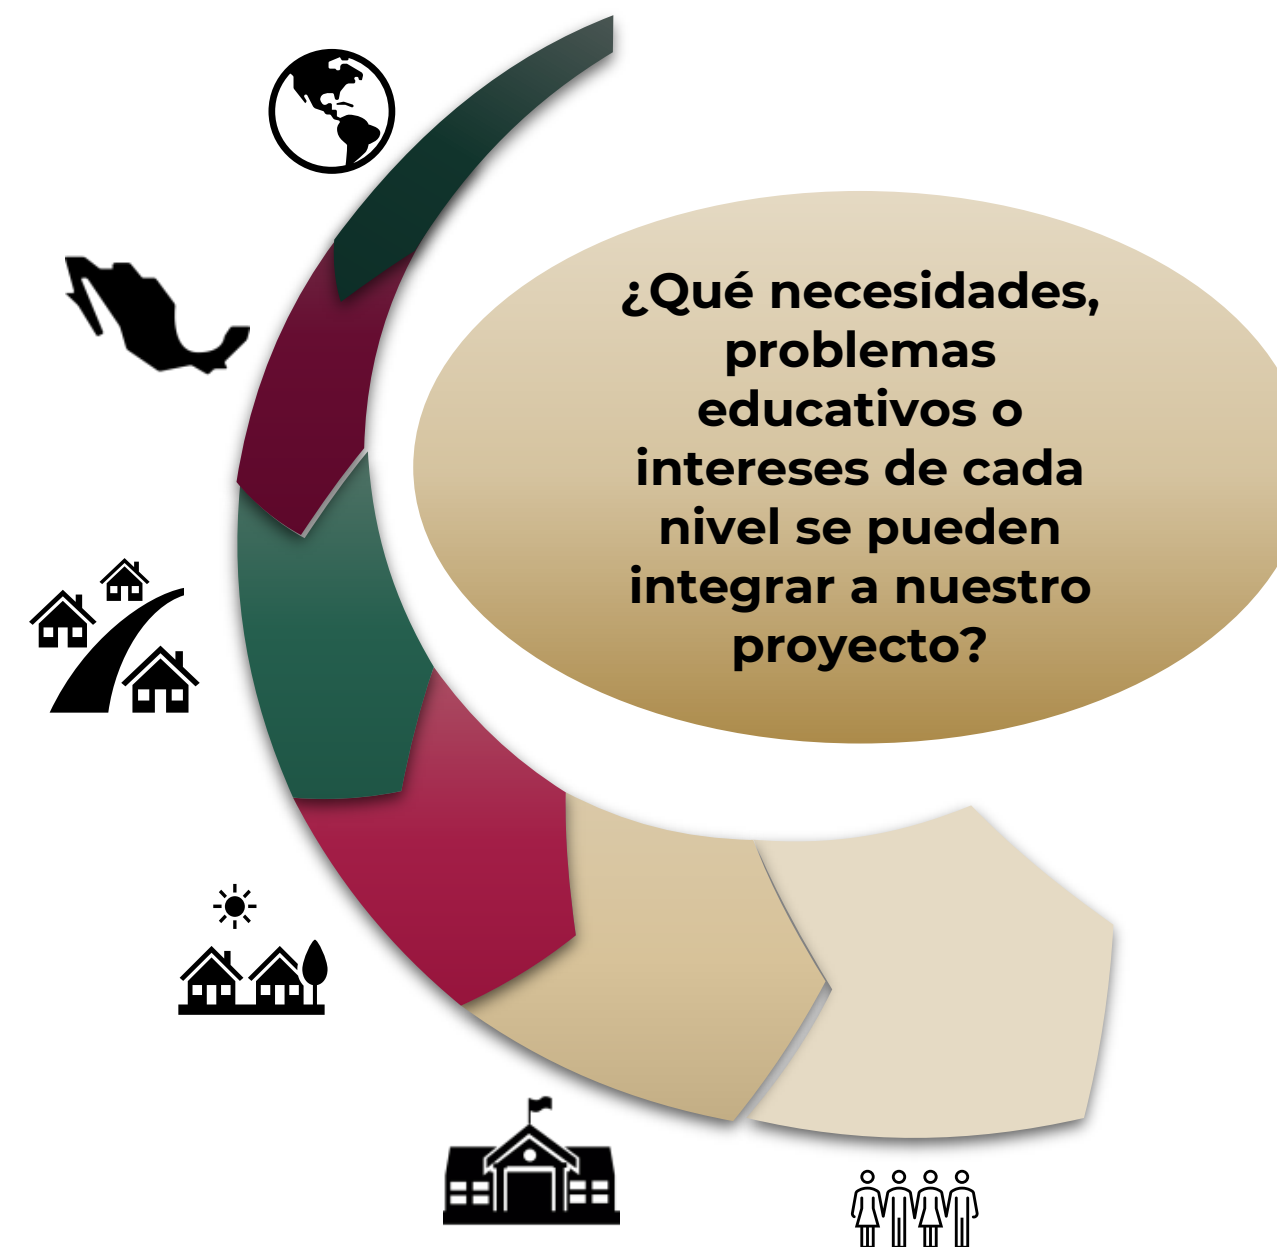 ¿Qué necesidades,
problemas
educativos o
intereses de cada
nivel se pueden
integrar a nuestro
proyecto?